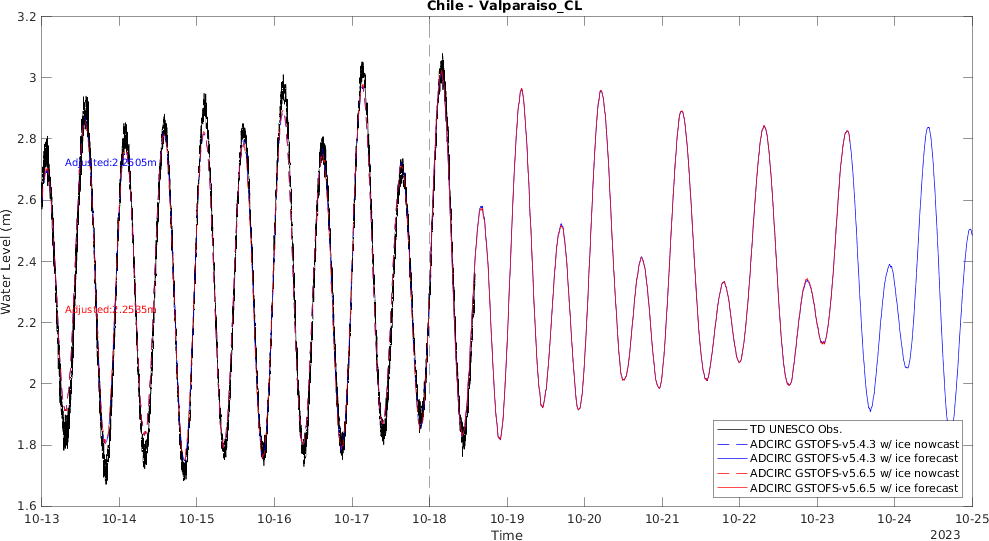 Chile - Valparaiso_CL
3.2
3
2.8
2.6
2.4
2.2
2
1.8
1.6
Water Level (m)
Adjusted:2.2505m
Adjusted:2.2535m
TD UNESCO Obs.
ADCIRC GSTOFS-v5.4.3 w/ ice nowcast
ADCIRC GSTOFS-v5.4.3 w/ ice forecast
ADCIRC GSTOFS-v5.6.5 w/ ice nowcast
ADCIRC GSTOFS-v5.6.5 w/ ice forecast
10-13 10-14 10-15 10-16 10-17 10-18 10-19 10-20 10-21 10-22 10-23 10-24 10-25
Time
2023